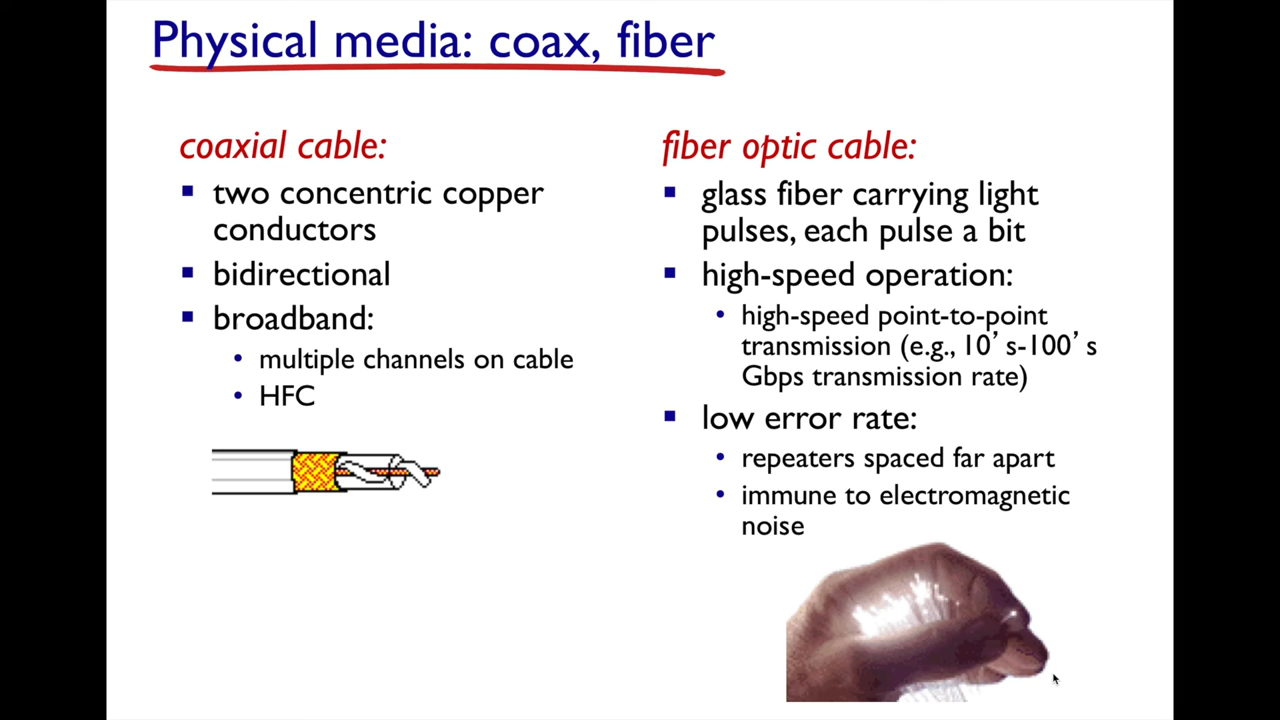 Physical media: coax, fiber
coaxial cable:
▪ two concentric copper
conductors
▪ bidirectional
▪ broadband:
• multiple channels on cable
• HFC
fiber optic cable:
▪ glass fiber carrying light
pulses, each pulse a bit
▪ high-speed operation:
• high-speed point-to-point
transmission (e.g., 10’ s-100’ s
Gbps transmission rate)
▪ low error rate:
• repeaters spaced far apart
• immune to electromagnetic
noise